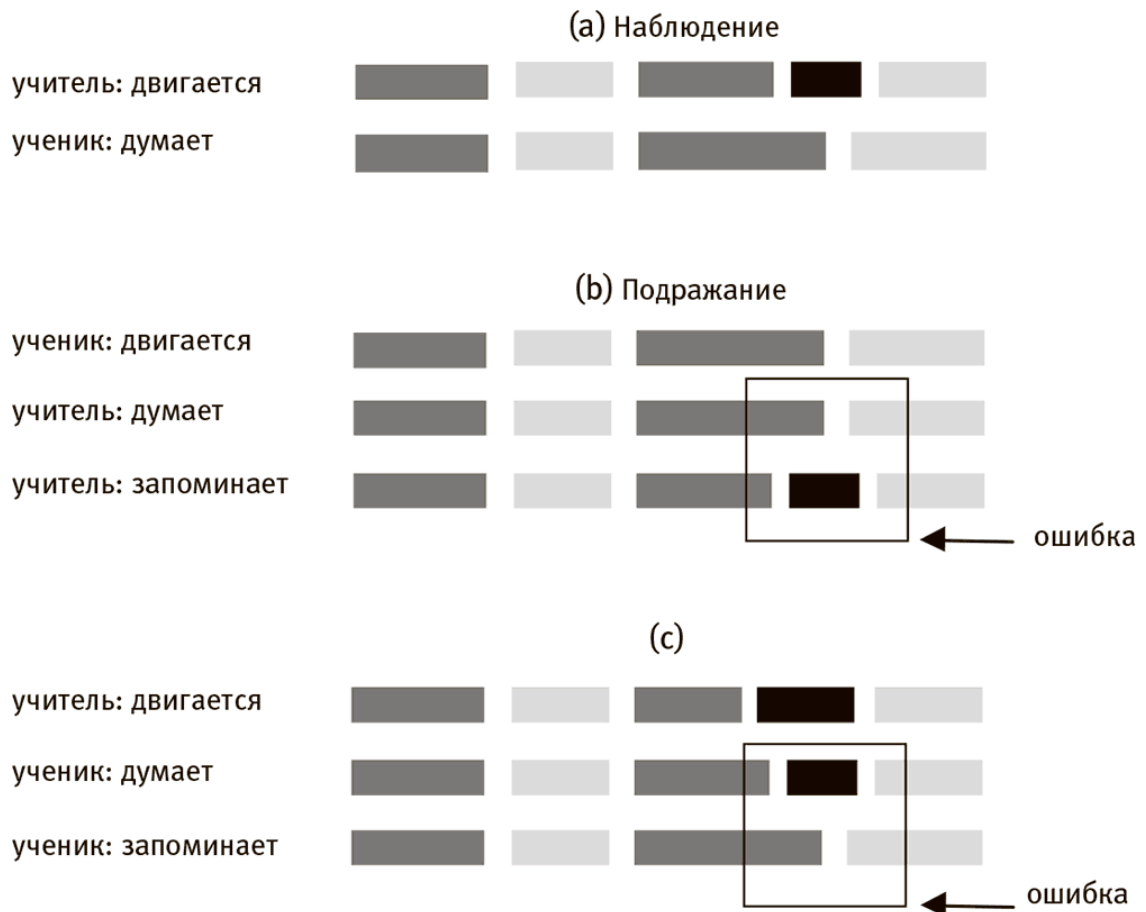 (a) Наблюдение
учитель: двигается
ученик: думает
(b) Подражание
ученик: двигается
учитель: думает
учитель: запоминает
ошибка
(c)
учитель: двигается
ученик: думает
ученик: запоминает
ошибка